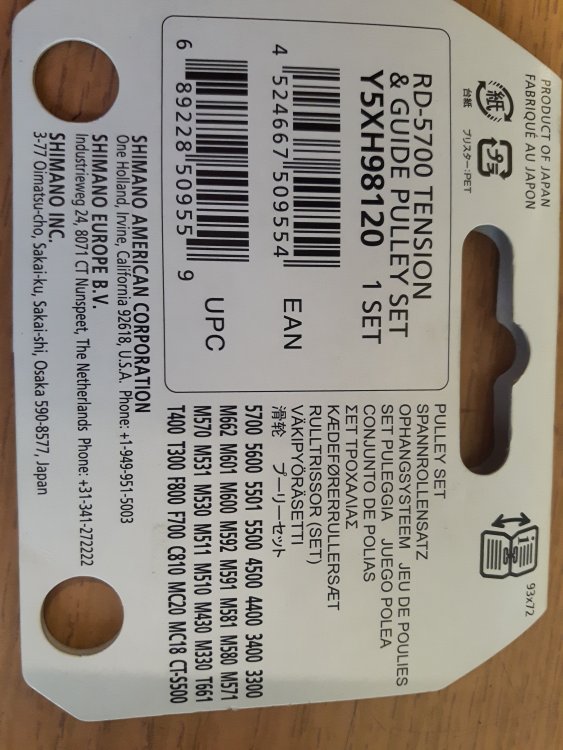 PRODUCT OF JAPAN
FABRIQUÉ AU JAPON
紙
台紙
プラ
ブリスター:PET
RD-5700 TENSION
& GUIDE PULLEY SET
Y5XH98120 1 SET
4 524667 509554
EAN
6 89228 50955 9
UPC
SHIMANO AMERICAN CORPORATION
One Holland, Irvine, California 92618, U.S.A. Phone: +1-949-951-5003
SHIMANO EUROPE B.V.
Industrieweg 24, 8071 CT Nunspeet, The Netherlands Phone: +31-341-272222
SHIMANO INC.
3-77 Oimatsu-cho, Sakai-ku, Sakai-shi, Osaka 590-8577, Japan
i
93x72
PULLEY SET
SPANNROLLENSATZ
OPHANGSYSTEEM JEU DE POULIES
SET PULEGGIA JUEGO POLEA
CONJUNTO DE POLIAS
ΣΕΤ ΤΡΟΧΑΛΙΑΣ
KÆDEFØRERRULLERSÆT
RULLTRISSOR (SET)
VÄKIPYÖRÄSETTI
滑轮 プーリーセット
5700 5600 5501 5500 4500 4400 3400 3300
M662 M601 M600 M592 M591 M581 M580 M571
M570 M531 M530 M511 M510 M430 M330 T661
T400 T300 F800 F700 C810 MC20 MC18 CT-S500